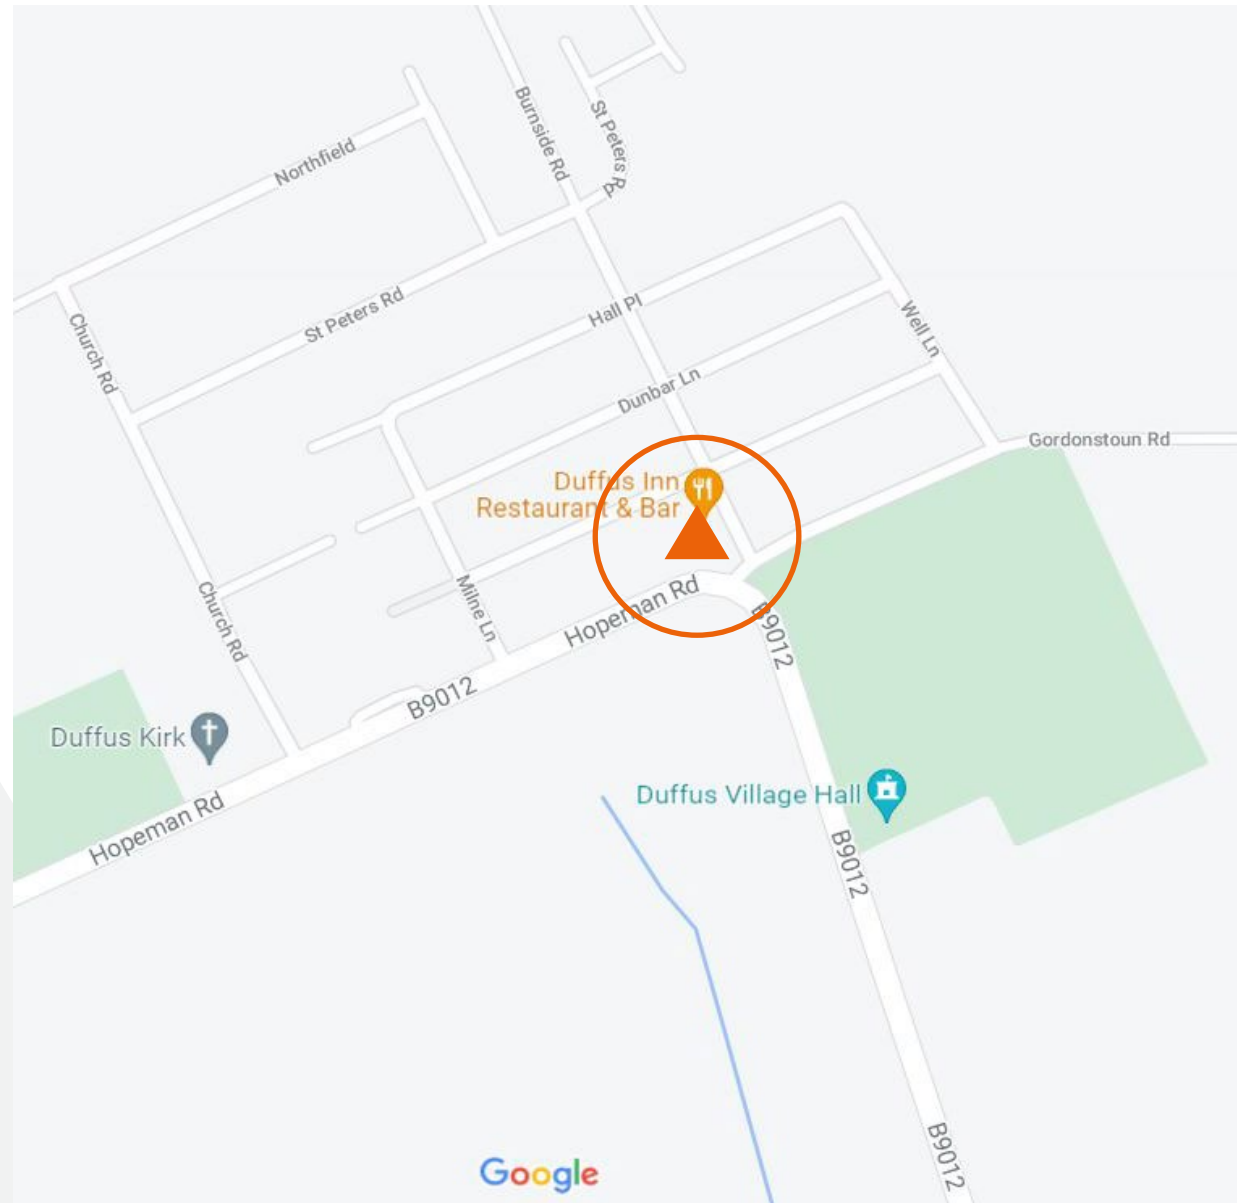 Burnside Rd
St Peters R
d
Northfield
Hall Pl
St Peters Rd
Church Rd
Well Ln
Dunbar Ln
Gordonstoun Rd
Duffus Inn
Restaurant & Bar
Church Rd
Milne Ln
Hopeman Rd
B9012
B9012
Duffus Kirk
Duffus Village Hall
Hopeman Rd
B9012
B9012
Google